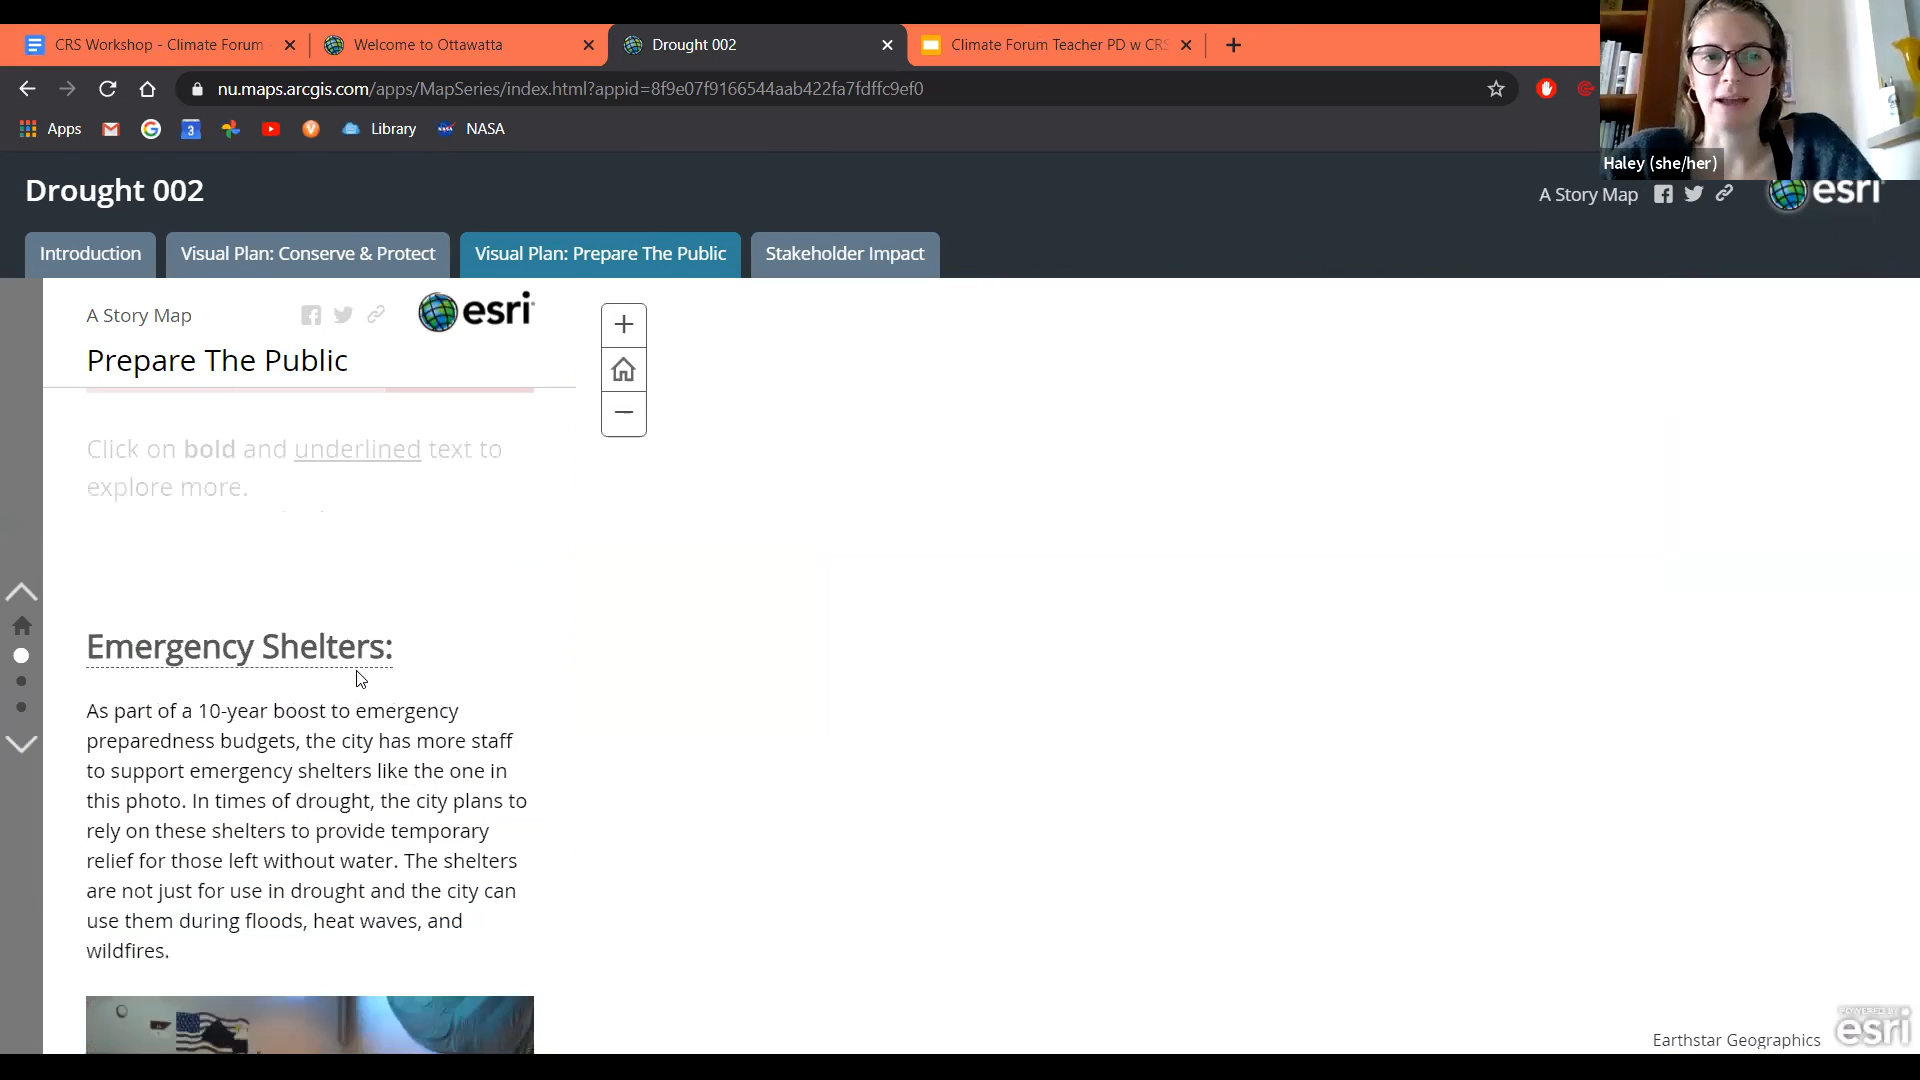 CRS Workshop - Climate Forum
Welcome to Ottawatta
Drought 002
Climate Forum Teacher PD w CRS
nu.maps.arcgis.com/apps/MapSeries/index.html?appid=8f9e07f9166544aab422fa7fdffc9ef0
Apps
3
Library
NASA
Haley (she/her)
Drought 002
A Story Map
esri
Introduction
Visual Plan: Conserve & Protect
Visual Plan: Prepare The Public
Stakeholder Impact
A Story Map
esri
Prepare The Public
Click on bold and underlined text to
explore more.
Emergency Shelters:
As part of a 10-year boost to emergency
preparedness budgets, the city has more staff
to support emergency shelters like the one in
this photo. In times of drought, the city plans to
rely on these shelters to provide temporary
relief for those left without water. The shelters
are not just for use in drought and the city can
use them during floods, heat waves, and
wildfires.
Earthstar Geographics
POWERED BY
esri